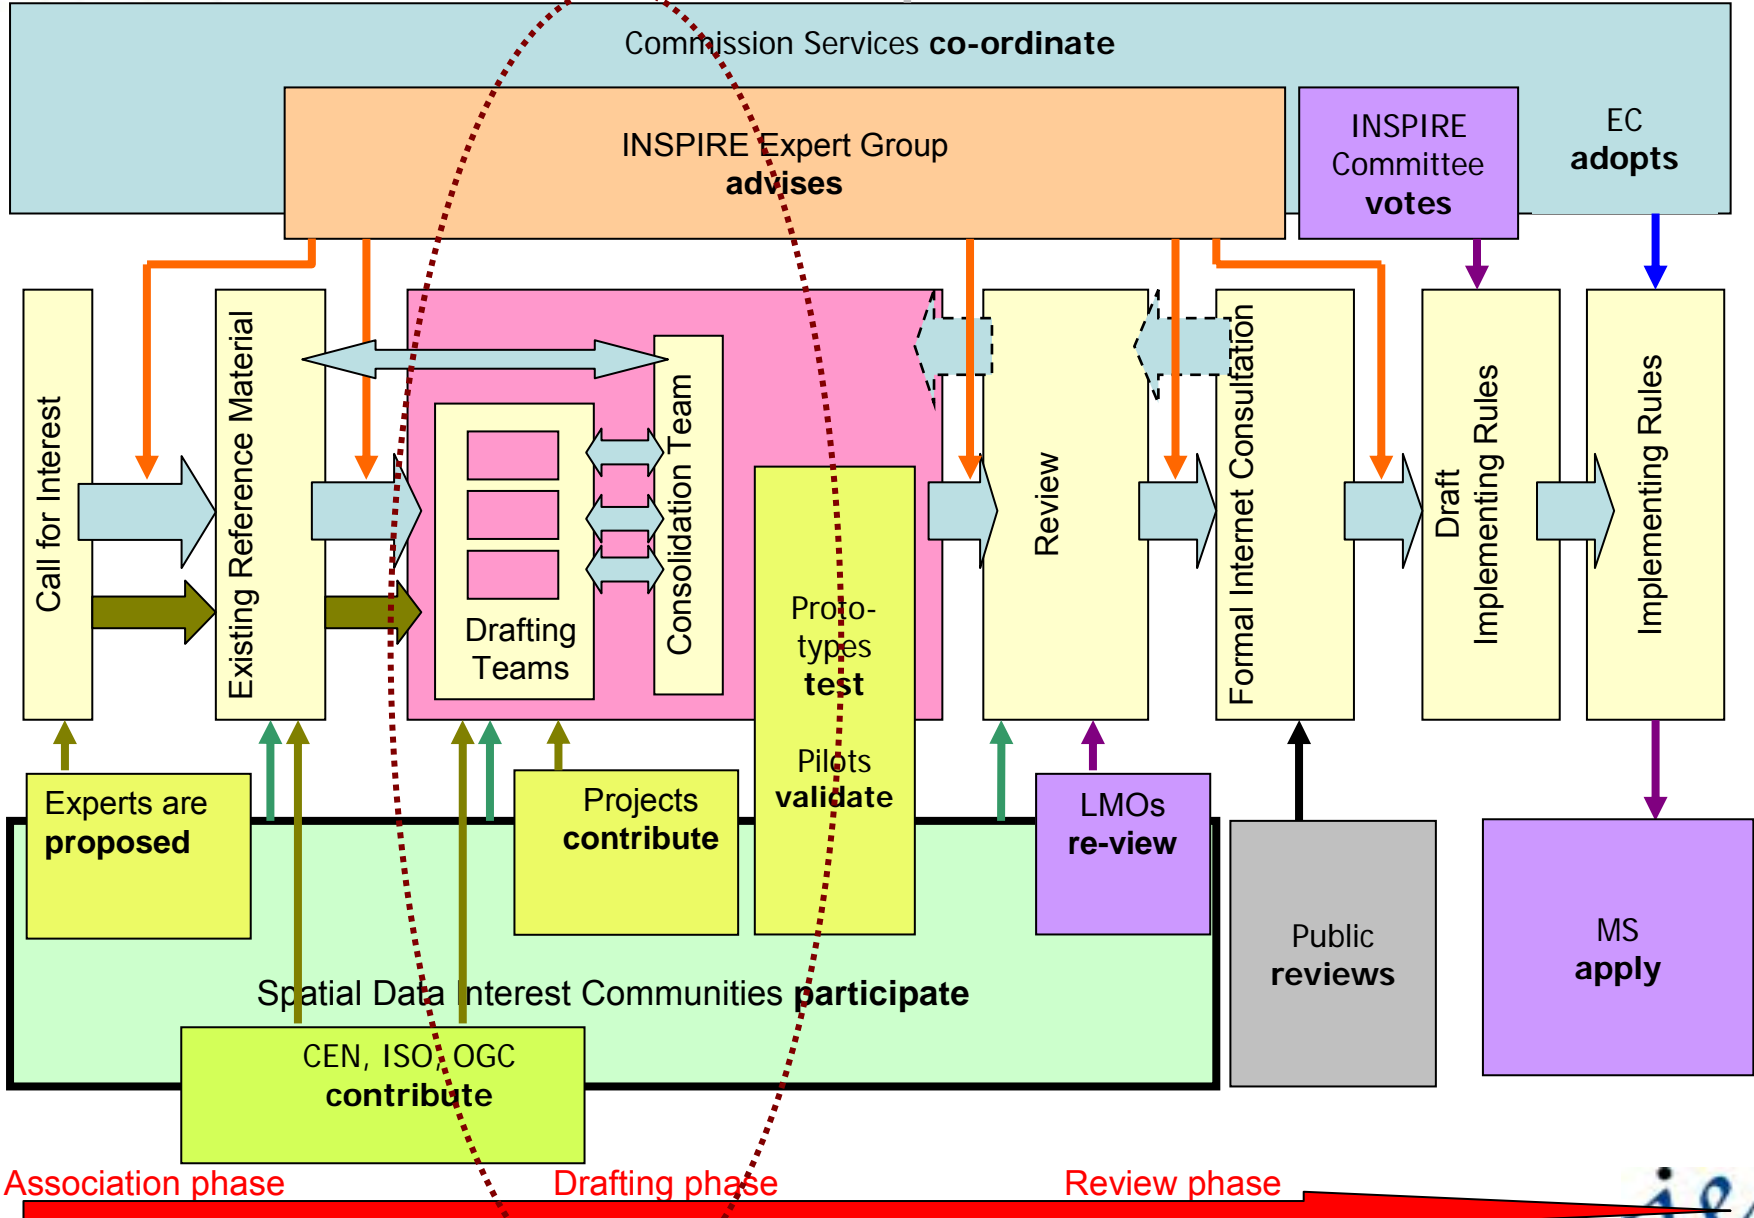 Commission Services co-ordinate
INSPIRE Expert Group
advises
INSPIRE
Committee
votes
EC
adopts
Call for Interest
Existing Reference Material
Drafting
Teams
Consolidation Team
Proto-
types
test
Pilots
validate
Review
Formal Internet Consultation
Draft
Implementing Rules
Implementing Rules
Experts are
proposed
Projects
contribute
LMOs
re-view
Public
reviews
MS
apply
Spatial Data Interest Communities participate
CEN, ISO, OGC
contribute
Association phase
Drafting phase
Review phase